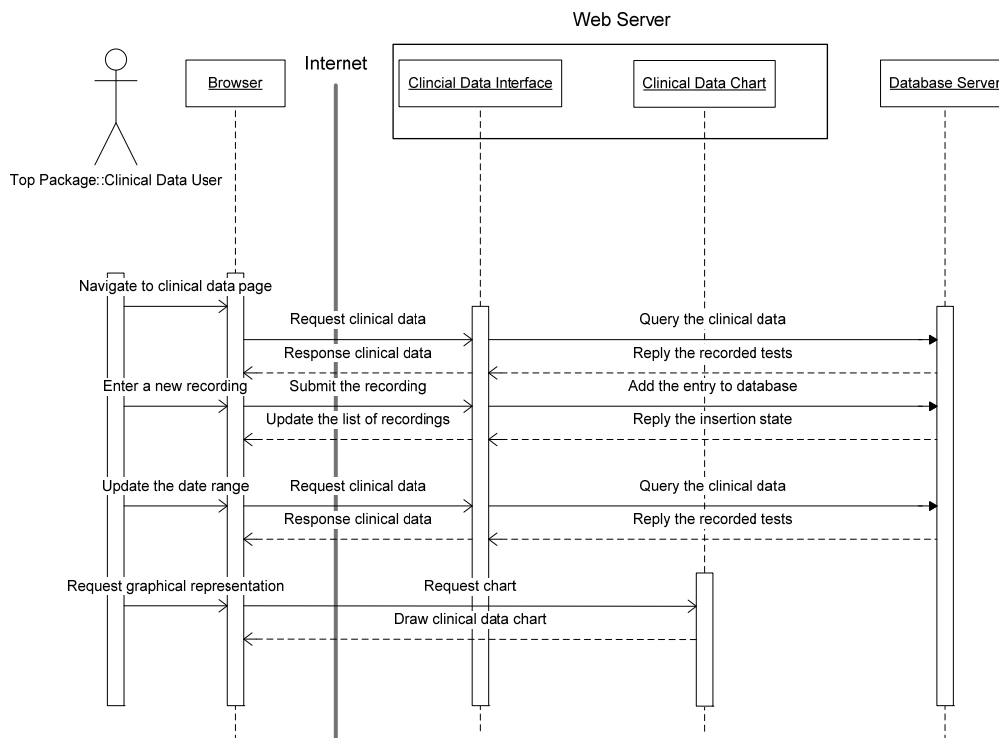 Web Server
Internet
Browser
Clincial Data Interface
Clinical Data Chart
Database Server
Top Package::Clinical Data User
Navigate to clinical data page
Request clinical data
Query the clinical data
Response clinical data
Reply the recorded tests
Enter a new recording
Submit the recording
Add the entry to database
Update the list of recordings
Reply the insertion state
Update the date range
Request clinical data
Query the clinical data
Response clinical data
Reply the recorded tests
Request graphical representation
Request chart
Draw clinical data chart